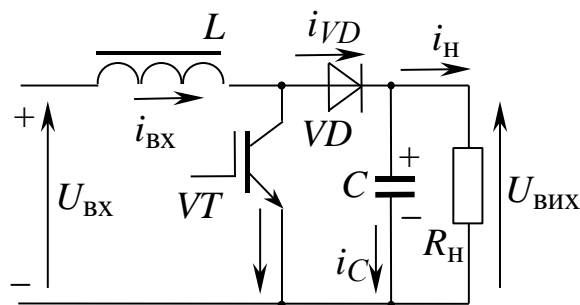 L
i_VD
i_н
+
i_вх
VD
+
U_вх
VT
C
U_вих
−
R_н
i_C
−